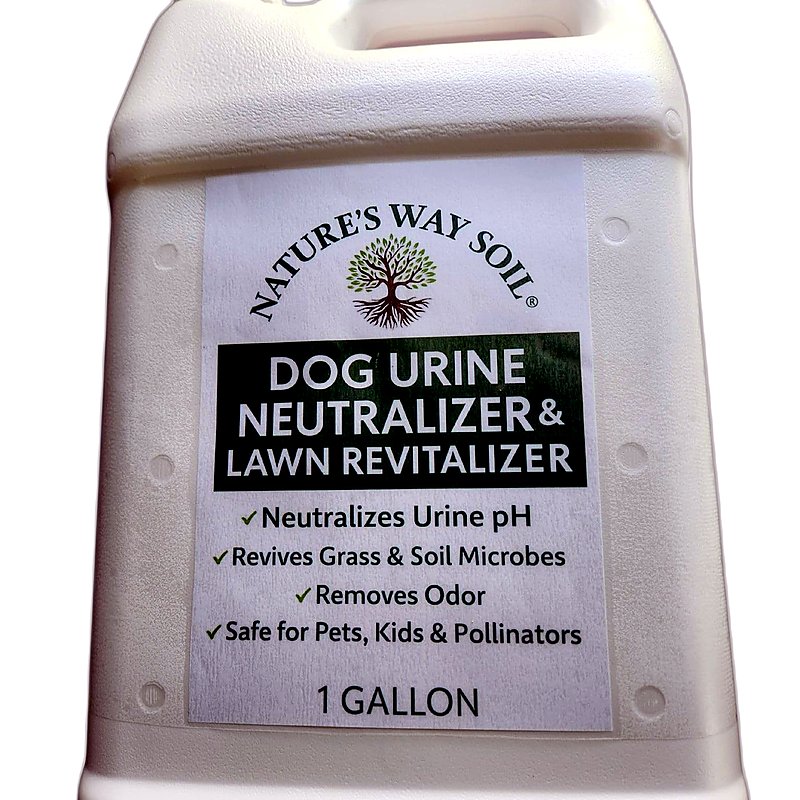 NATURE'S WAY SOIL®
DOG URINE
NEUTRALIZER &
LAWN REVITALIZER
✓Neutralizes Urine pH
✓Revives Grass & Soil Microbes
✓Removes Odor
✓Safe for Pets, Kids & Pollinators
1 GALLON